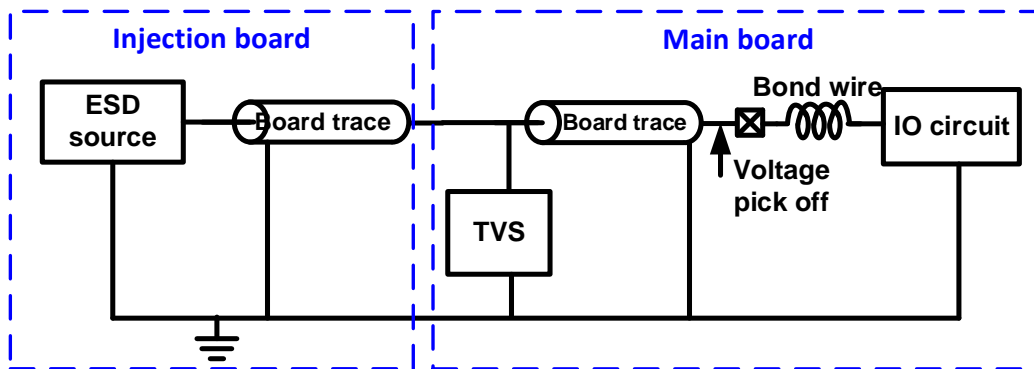 Injection board
Main board
ESD
source
Board trace
TVS
Board trace
Voltage
pick off
Bond wire
IO circuit